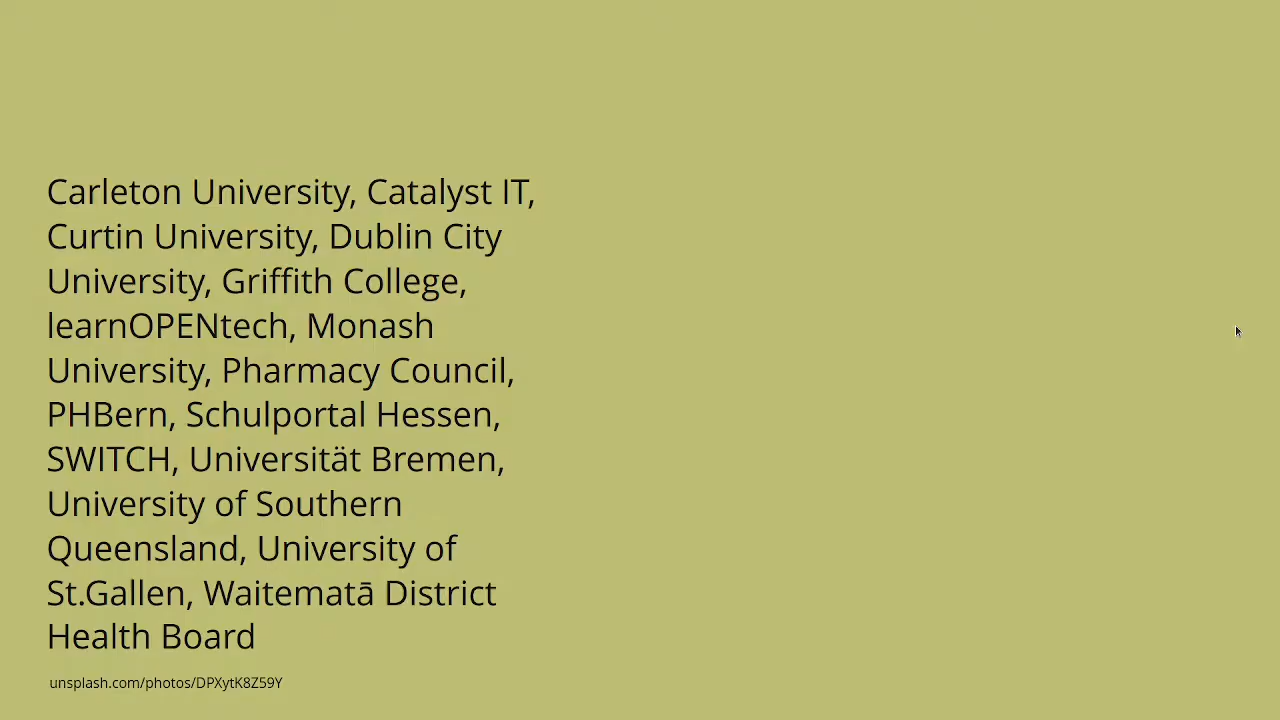 Carleton University, Catalyst IT,
Curtin University, Dublin City
University, Griffith College,
learnOPENtech, Monash
University, Pharmacy Council,
PHBern, Schulportal Hessen,
SWITCH, Universität Bremen,
University of Southern
Queensland, University of
St.Gallen, Waitematā District
Health Board
unsplash.com/photos/DPXytK8Z59Y